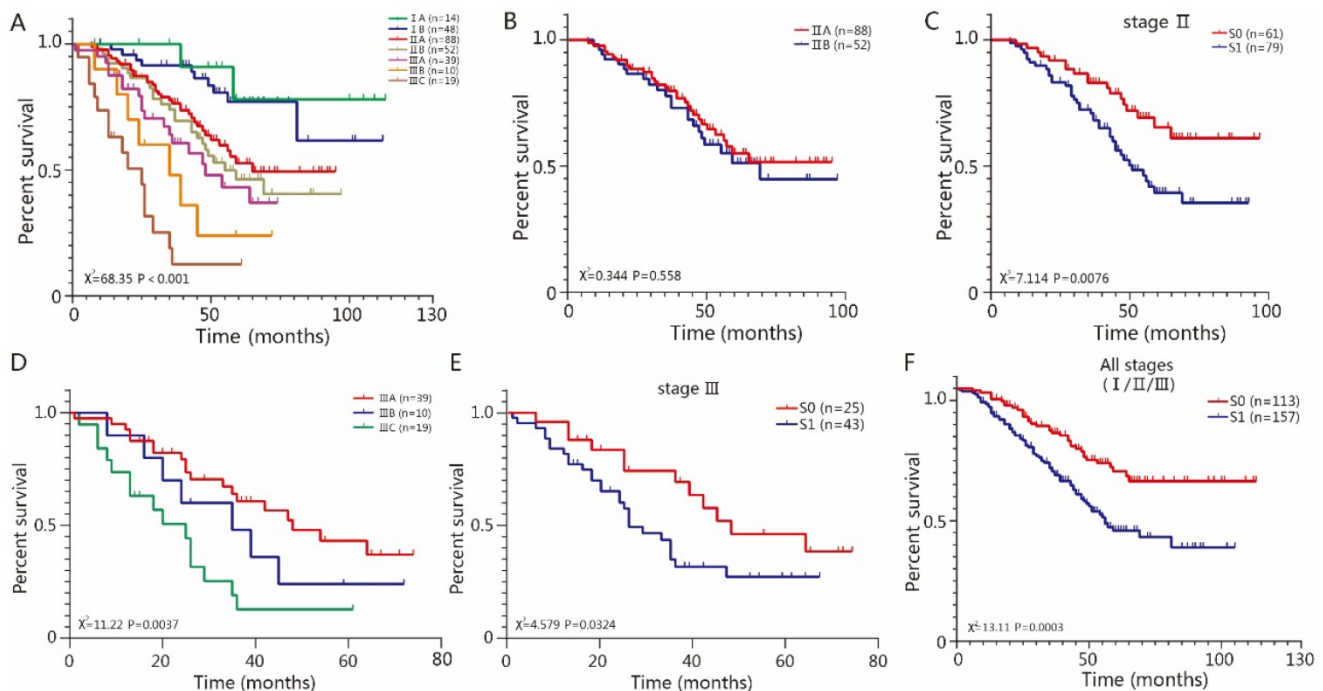 A
I A (n=14)
I B (n=48)
IIA (n=88)
IIB (n=52)
IIIA (n=39)
IIIB (n=10)
IIIC (n=19)
Percent survival
1.0
0.5
0
χ²=68.35 P<0.001
0 50 100 130
Time (months)
B
IIA (n=88)
IIB (n=52)
Percent survival
1.0
0.5
0
χ²=0.344 P=0.558
0 50 100
Time (months)
C
stage Ⅱ
S0 (n=61)
S1 (n=79)
Percent survival
1.0
0.5
0
χ²=7.114 P=0.0076
0 50 100
Time (months)
D
IIIA (n=39)
IIIB (n=10)
IIIC (n=19)
Percent survival
1.0
0.5
0
χ²=11.22 P=0.0037
0 20 40 60 80
Time (months)
E
stage Ⅲ
S0 (n=25)
S1 (n=43)
Percent survival
1.0
0.5
0
χ²=4.579 P=0.0324
0 20 40 60 80
Time (months)
F
All stages
(Ⅰ/Ⅱ/Ⅲ)
S0 (n=113)
S1 (n=157)
Percent survival
1.0
0.5
0
χ²=13.11 P=0.0003
0 50 100 130
Time (months)